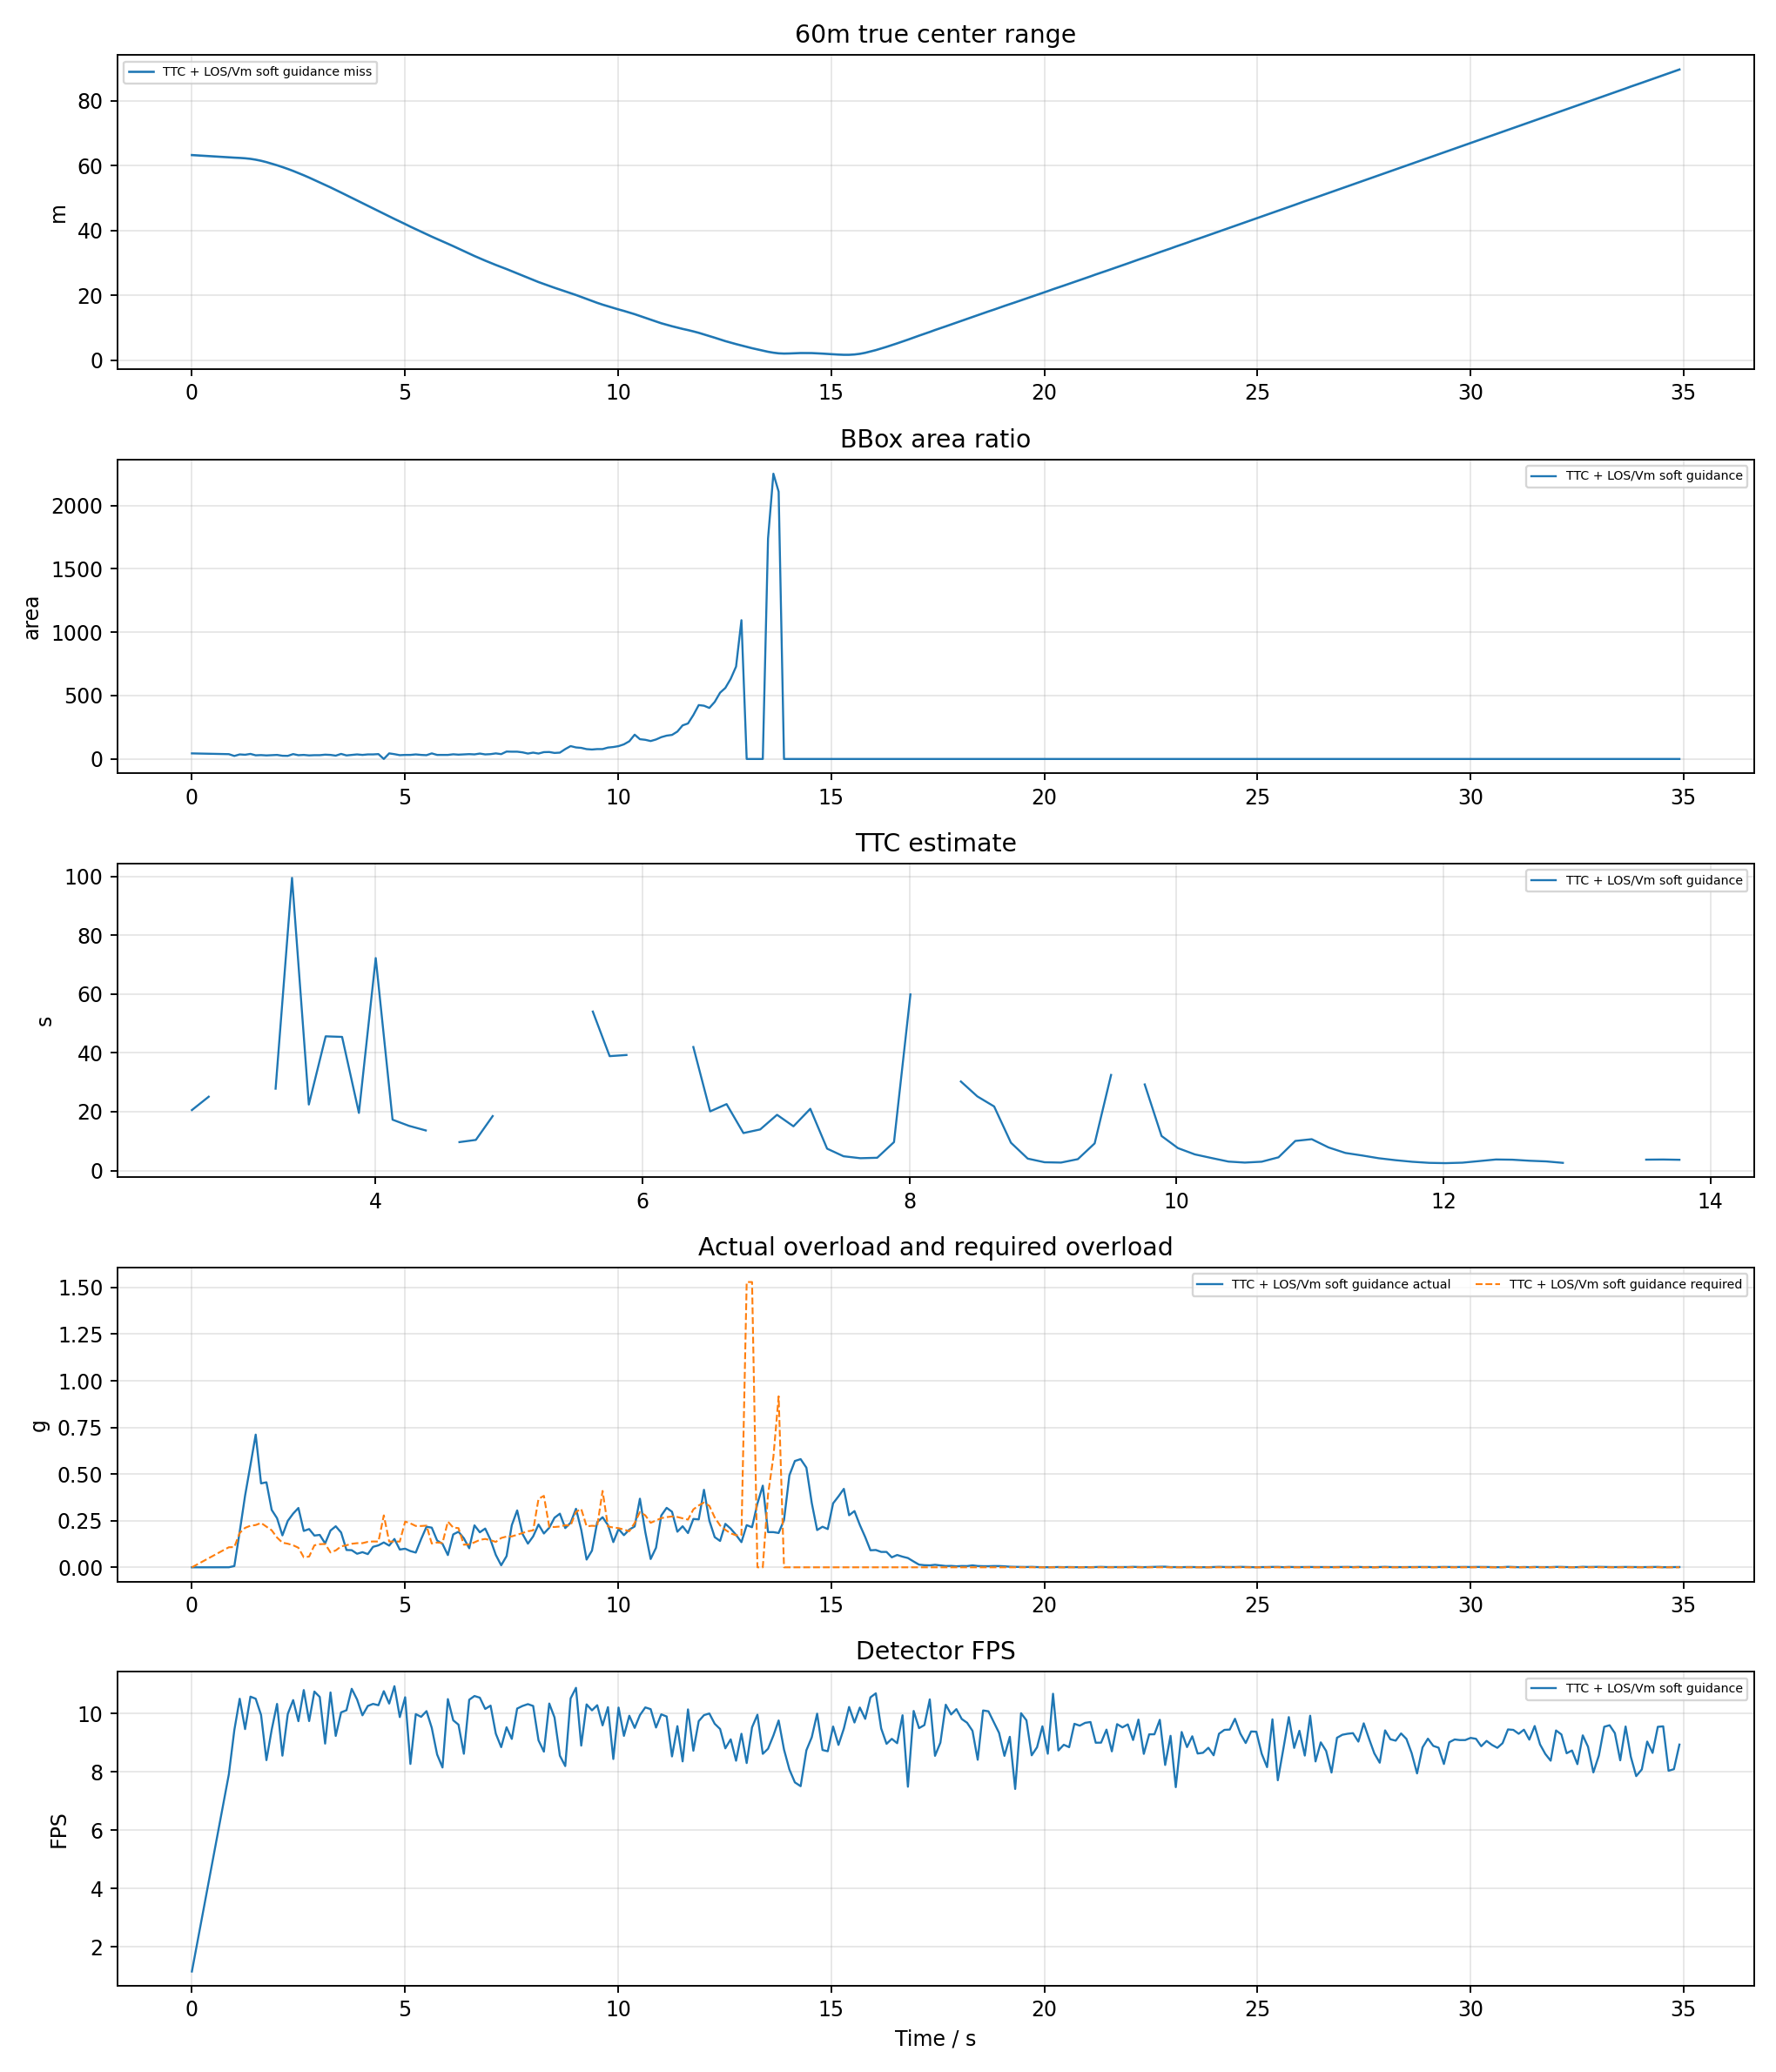 60m true center range
TTC + LOS/Vm soft guidance miss
80
60
40
20
0
m
0 5 10 15 20 25 30 35
BBox area ratio
TTC + LOS/Vm soft guidance
2000
1500
1000
500
0
area
0 5 10 15 20 25 30 35
TTC estimate
TTC + LOS/Vm soft guidance
100
80
60
40
20
0
s
4 6 8 10 12 14
Actual overload and required overload
TTC + LOS/Vm soft guidance actual TTC + LOS/Vm soft guidance required
1.50
1.25
1.00
0.75
0.50
0.25
0.00
g
0 5 10 15 20 25 30 35
Detector FPS
TTC + LOS/Vm soft guidance
10
8
6
4
2
FPS
0 5 10 15 20 25 30 35
Time / s